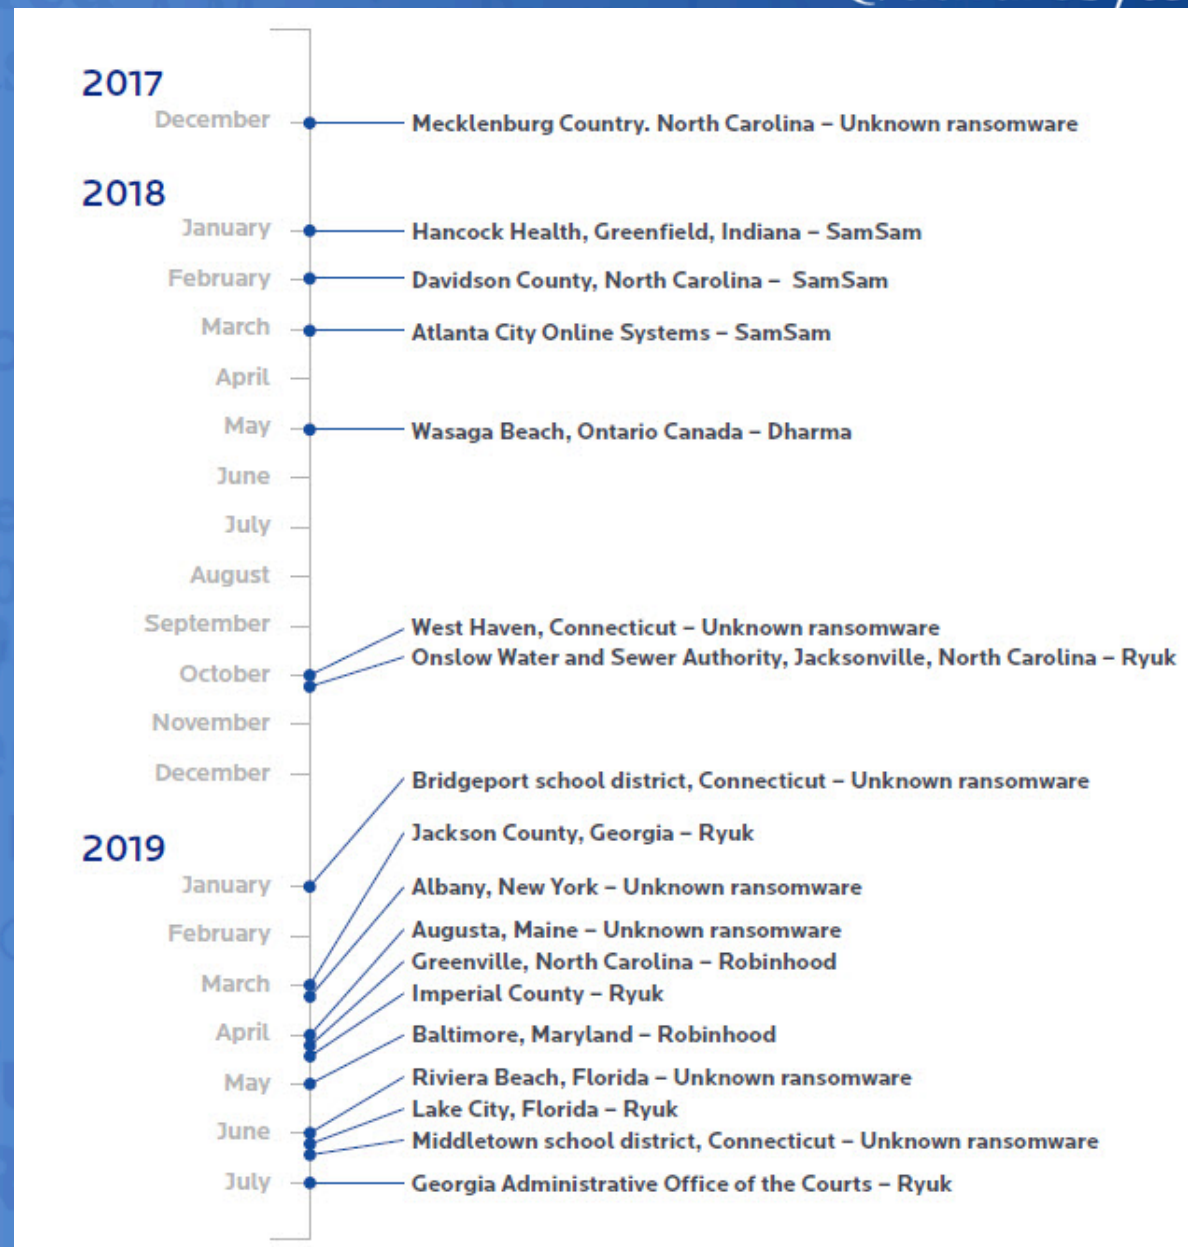 2017
December
Mecklenburg Country. North Carolina – Unknown ransomware
2018
January
Hancock Health, Greenfield, Indiana – SamSam
February
Davidson County, North Carolina – SamSam
March
Atlanta City Online Systems – SamSam
April
May
Wasaga Beach, Ontario Canada – Dharma
June
July
August
September
West Haven, Connecticut – Unknown ransomware
Onslow Water and Sewer Authority, Jacksonville, North Carolina – Ryuk
October
November
December
Bridgeport school district, Connecticut – Unknown ransomware
Jackson County, Georgia – Ryuk
2019
January
Albany, New York – Unknown ransomware
February
Augusta, Maine – Unknown ransomware
Greenville, North Carolina – Robinhood
March
Imperial County – Ryuk
April
Baltimore, Maryland – Robinhood
May
Riviera Beach, Florida – Unknown ransomware
Lake City, Florida – Ryuk
June
Middletown school district, Connecticut – Unknown ransomware
July
Georgia Administrative Office of the Courts – Ryuk